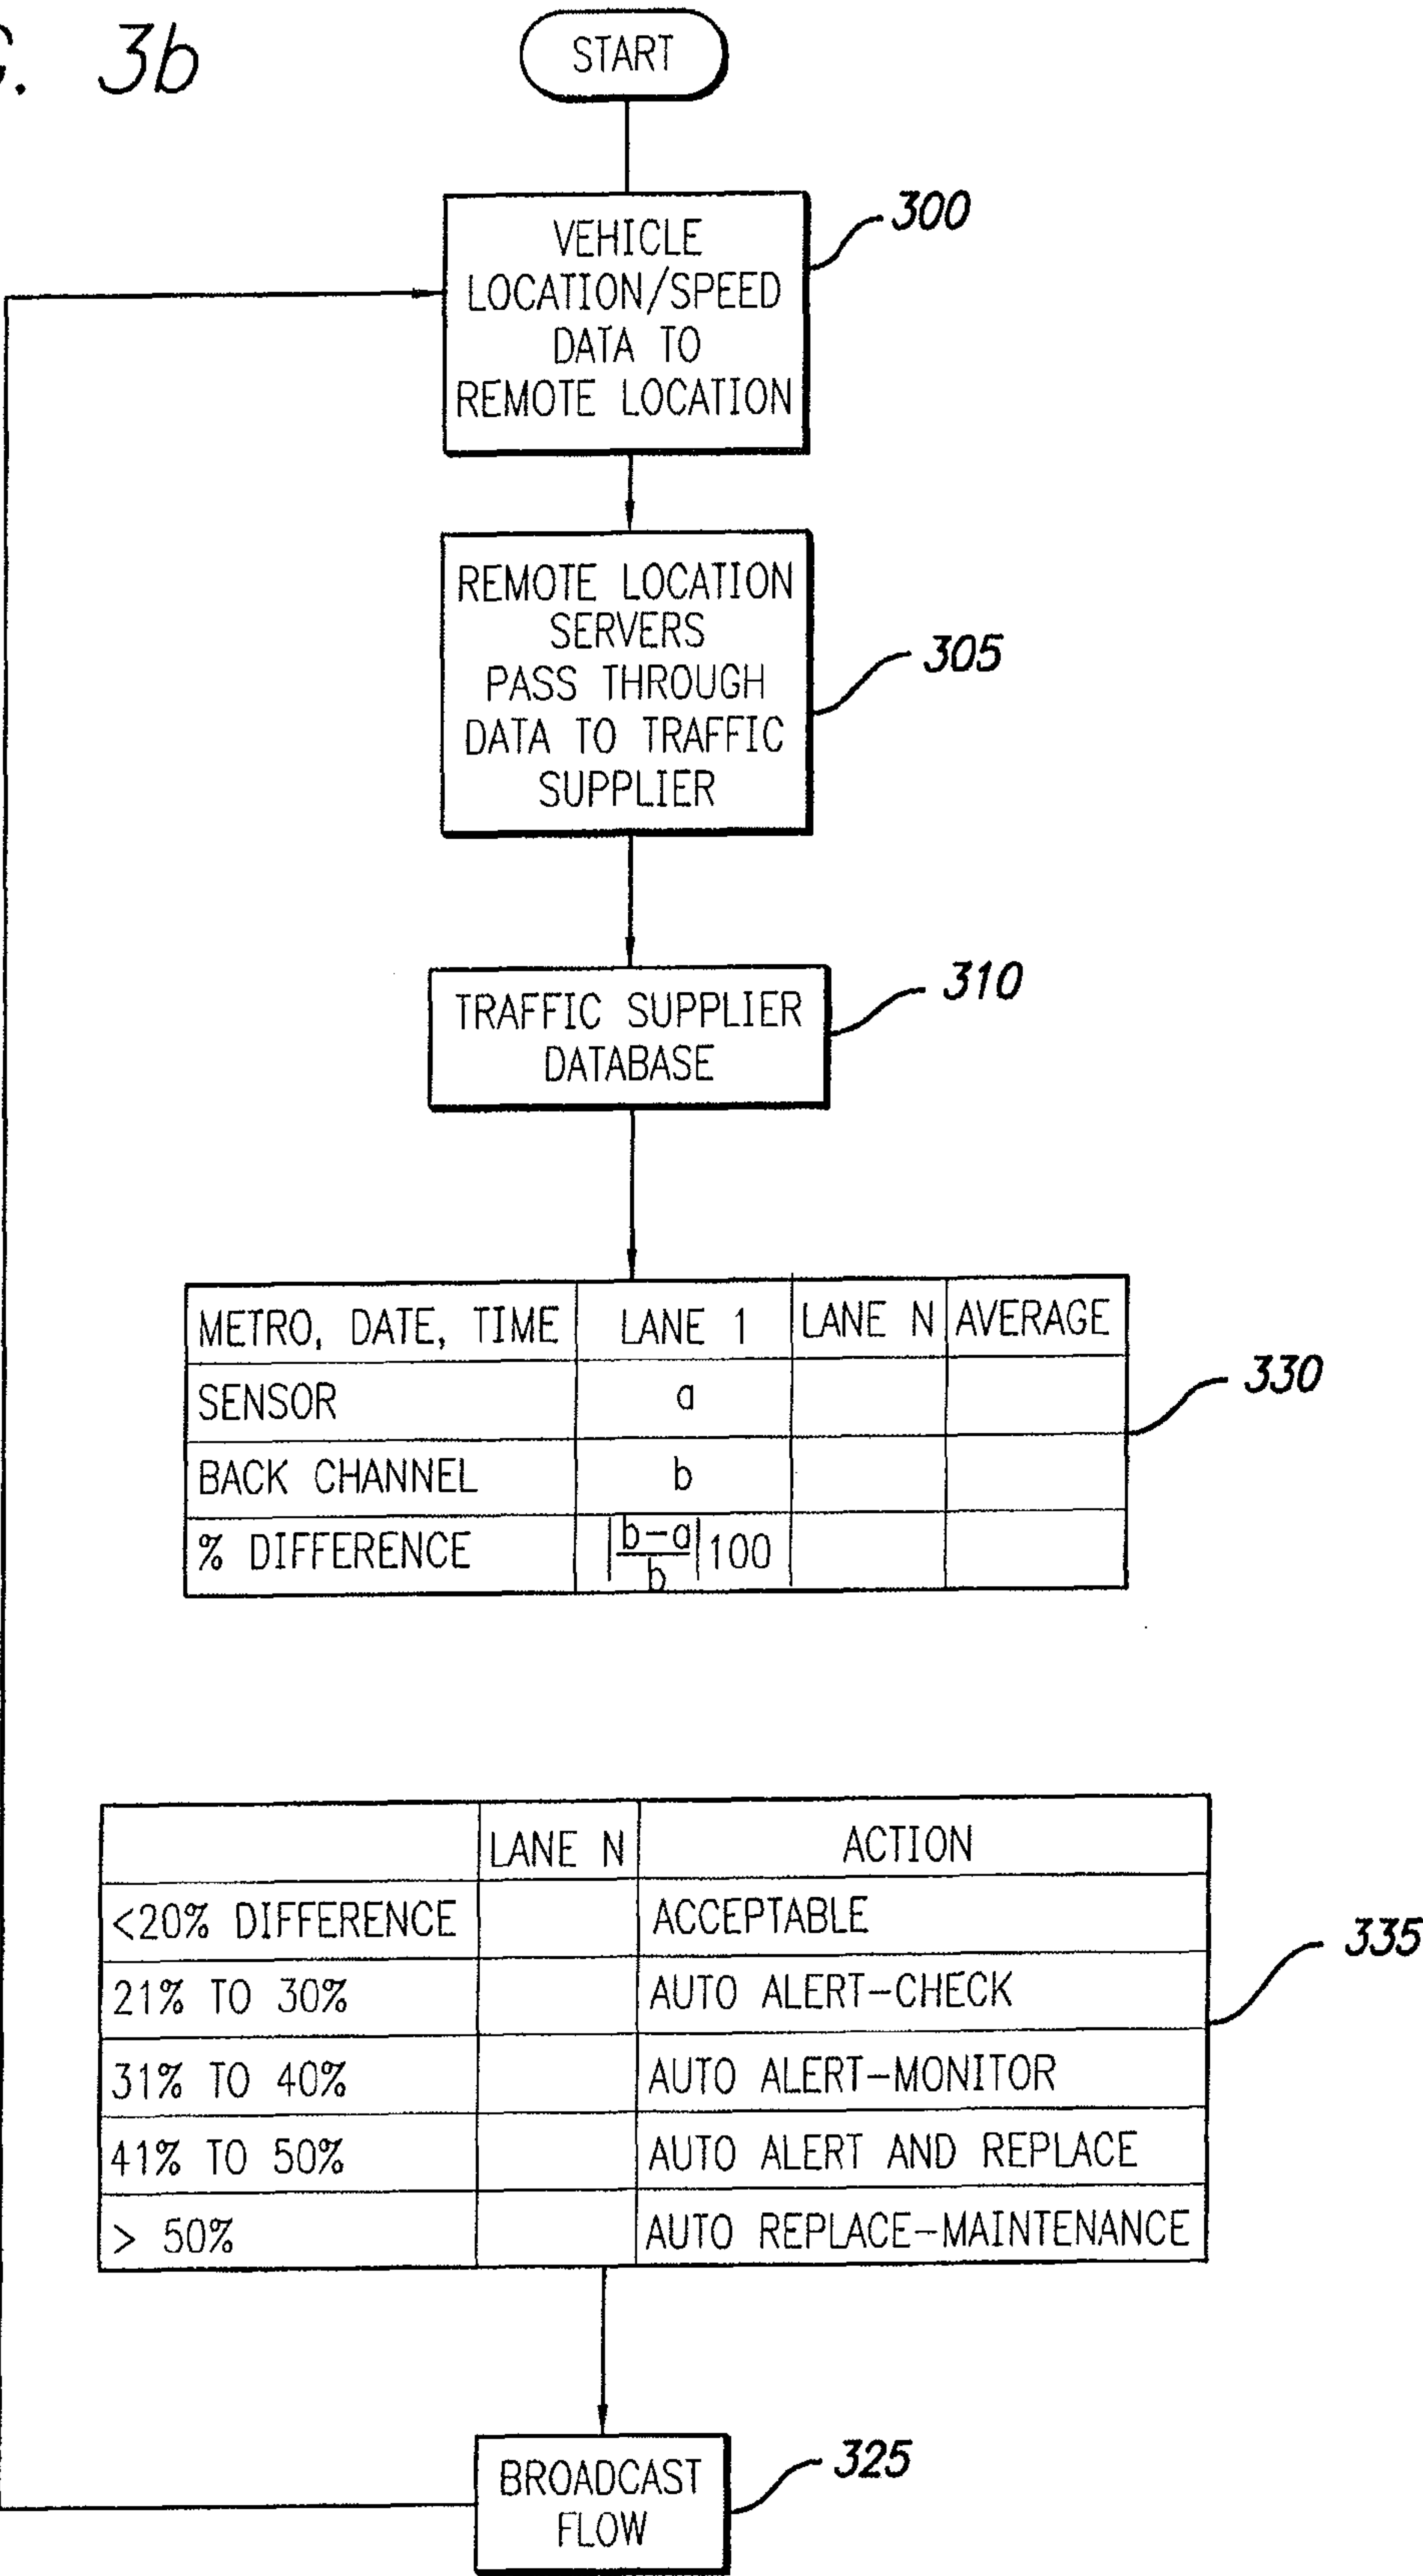 3b
START
VEHICLE
LOCATION/SPEED
DATA TO
REMOTE LOCATION
300
REMOTE LOCATION
SERVERS
PASS THROUGH
DATA TO TRAFFIC
SUPPLIER
305
TRAFFIC SUPPLIER
DATABASE
310
METRO, DATE, TIME LANE 1 LANE N AVERAGE
SENSOR a
BACK CHANNEL b
% DIFFERENCE |b-a/b|100
330
LANE N ACTION
<20% DIFFERENCE ACCEPTABLE
21% TO 30% AUTO ALERT-CHECK
31% TO 40% AUTO ALERT-MONITOR
41% TO 50% AUTO ALERT AND REPLACE
> 50% AUTO REPLACE-MAINTENANCE
335
BROADCAST
FLOW
325